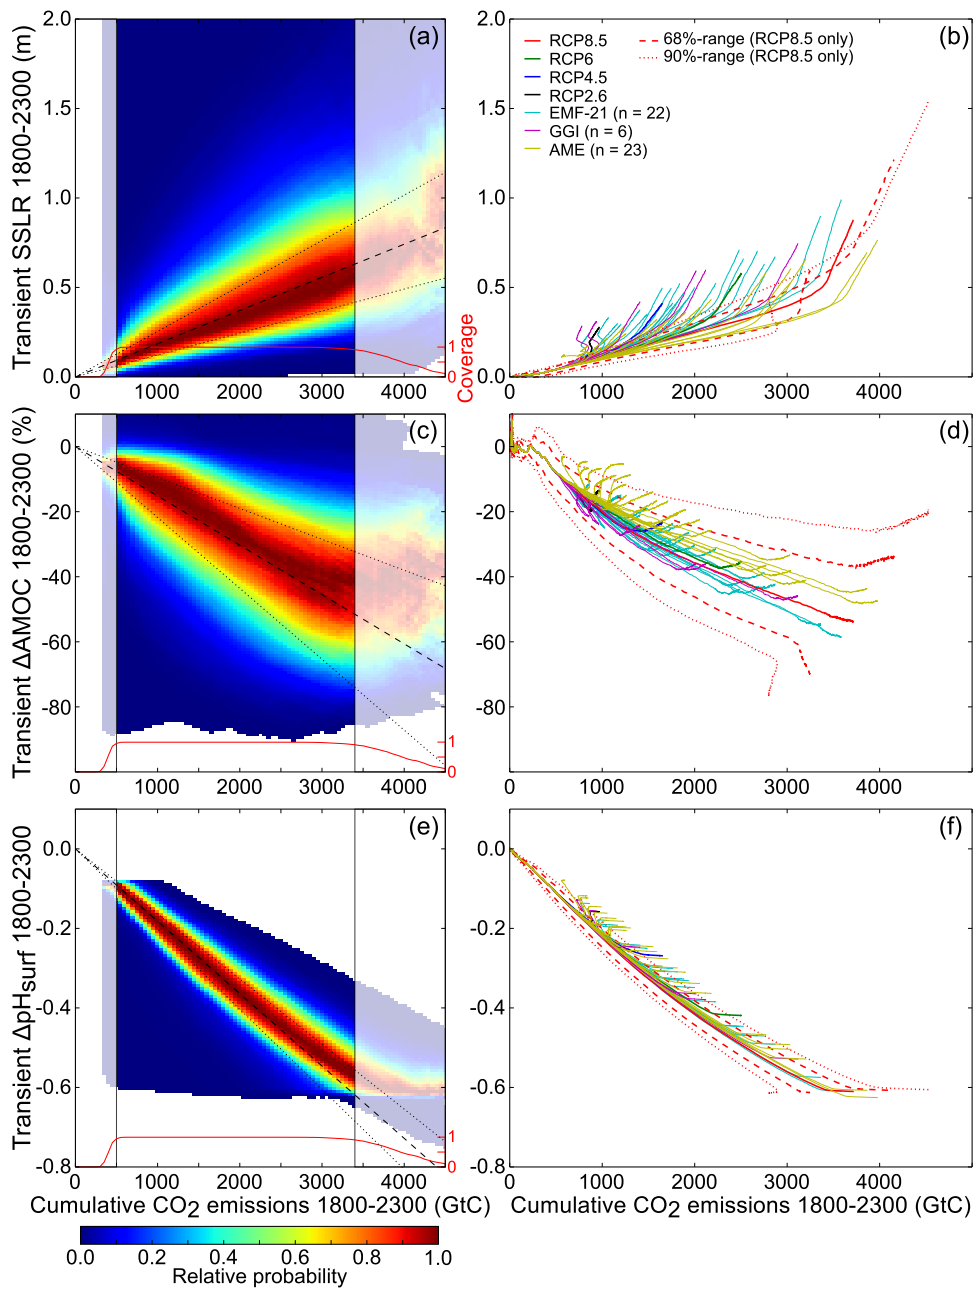 (a)
Transient SSLR 1800-2300 (m)
2.0
1.5
1.0
0.5
0.0
0 1000 2000 3000 4000
1
0
Coverage
(b)
RCP8.5
RCP6
RCP4.5
RCP2.6
EMF-21 (n = 22)
GGI (n = 6)
AME (n = 23)
68%-range (RCP8.5 only)
90%-range (RCP8.5 only)
2.0
1.5
1.0
0.5
0.0
0 1000 2000 3000 4000
(c)
Transient ΔAMOC 1800-2300 (%)
0
-20
-40
-60
-80
0 1000 2000 3000 4000
1
0
(d)
0
-20
-40
-60
-80
0 1000 2000 3000 4000
(e)
Transient ΔpHsurf 1800-2300
0.0
-0.2
-0.4
-0.6
-0.8
0 1000 2000 3000 4000
1
0
Cumulative CO2 emissions 1800-2300 (GtC)
(f)
0.0
-0.2
-0.4
-0.6
-0.8
0 1000 2000 3000 4000
Cumulative CO2 emissions 1800-2300 (GtC)
0.0 0.2 0.4 0.6 0.8 1.0
Relative probability